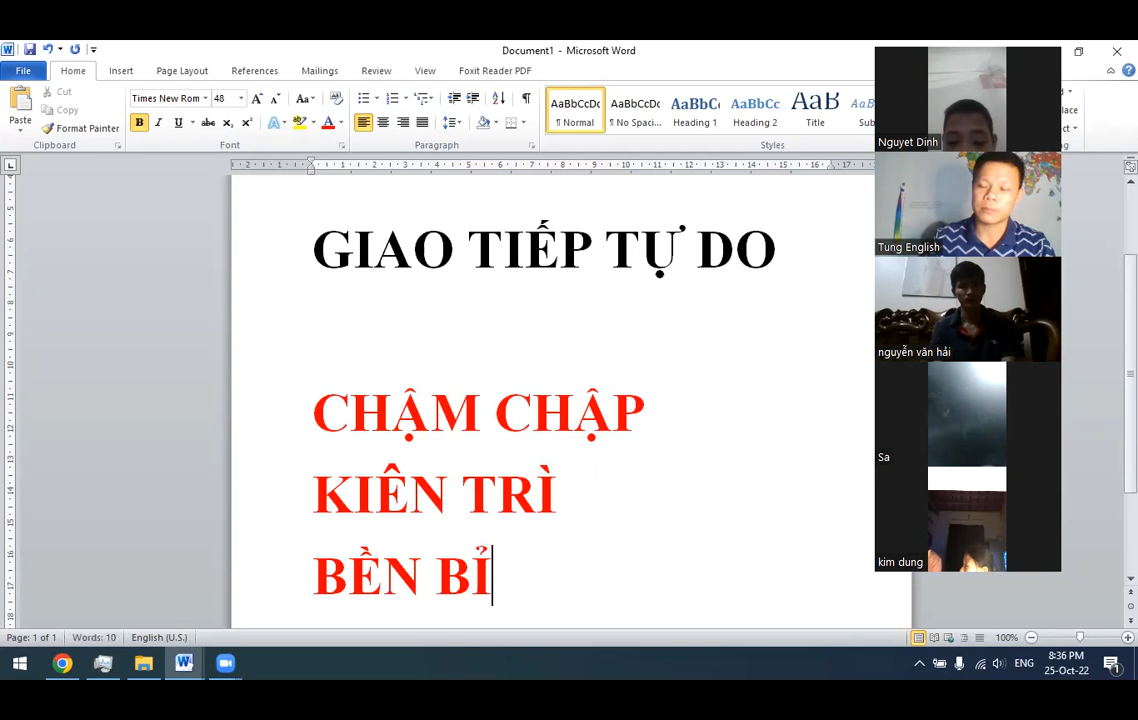 Document1 - Microsoft Word
File Home Insert Page Layout References Mailings Review View Foxit Reader PDF
Cut
Copy
Format Painter
Paste
Times New Rom 48
AaBbCcDc AaBbCcDc AaBbC AaBbCc AaB
¶ Normal ¶ No Spaci... Heading 1 Heading 2 Title
Clipboard Font Paragraph Styles
GIAO TIẾP TỰ DO
CHẬM CHẬP
KIÊN TRÌ
BỀN BỈ
Nguyet Dinh
Tung English
nguyễn văn hải
Sa
kim dung
Page: 1 of 1 Words: 10 English (U.S.) 100%
ENG 8:36 PM
25-Oct-22